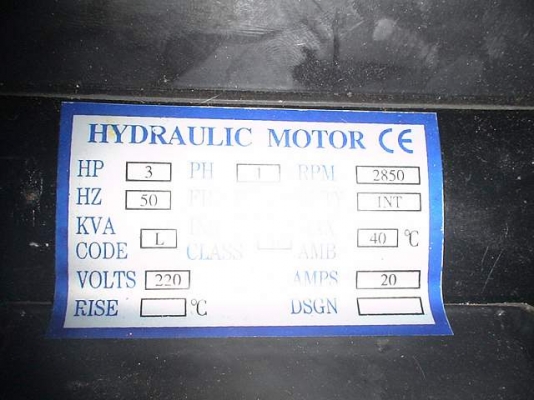 HYDRAULIC MOTOR CE
HP 3 PH 1 RPM 2850
HZ 50 INT
KVA CODE L CLASS AMB 40 °C
VOLTS 220 AMPS 20
RISE °C DSGN